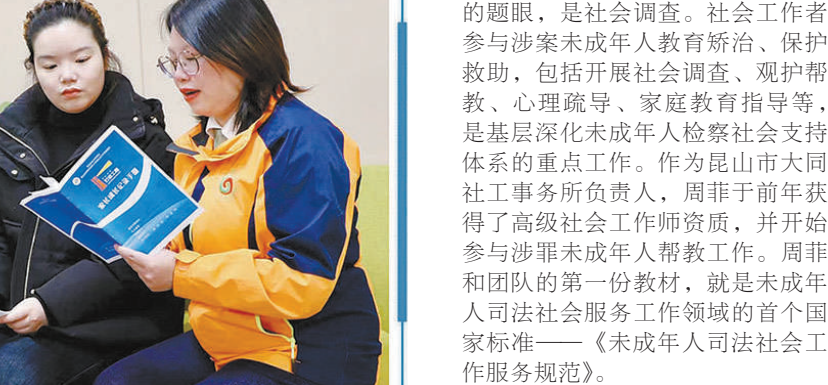 的题眼，是社会调查。社会工作者
参与涉案未成年人教育矫治、保护
救助，包括开展社会调查、观护帮
教、心理疏导、家庭教育指导等，
是基层深化未成年人检察社会支持
体系的重点工作。作为昆山市大同
社工事务所负责人，周菲于前年获
得了高级社会工作师资质，并开始
参与涉罪未成年人帮教工作。周菲
和团队的第一份教材，就是未成年
人司法社会服务工作领域的首个国
家标准——《未成年人司法社会工
作服务规范》。